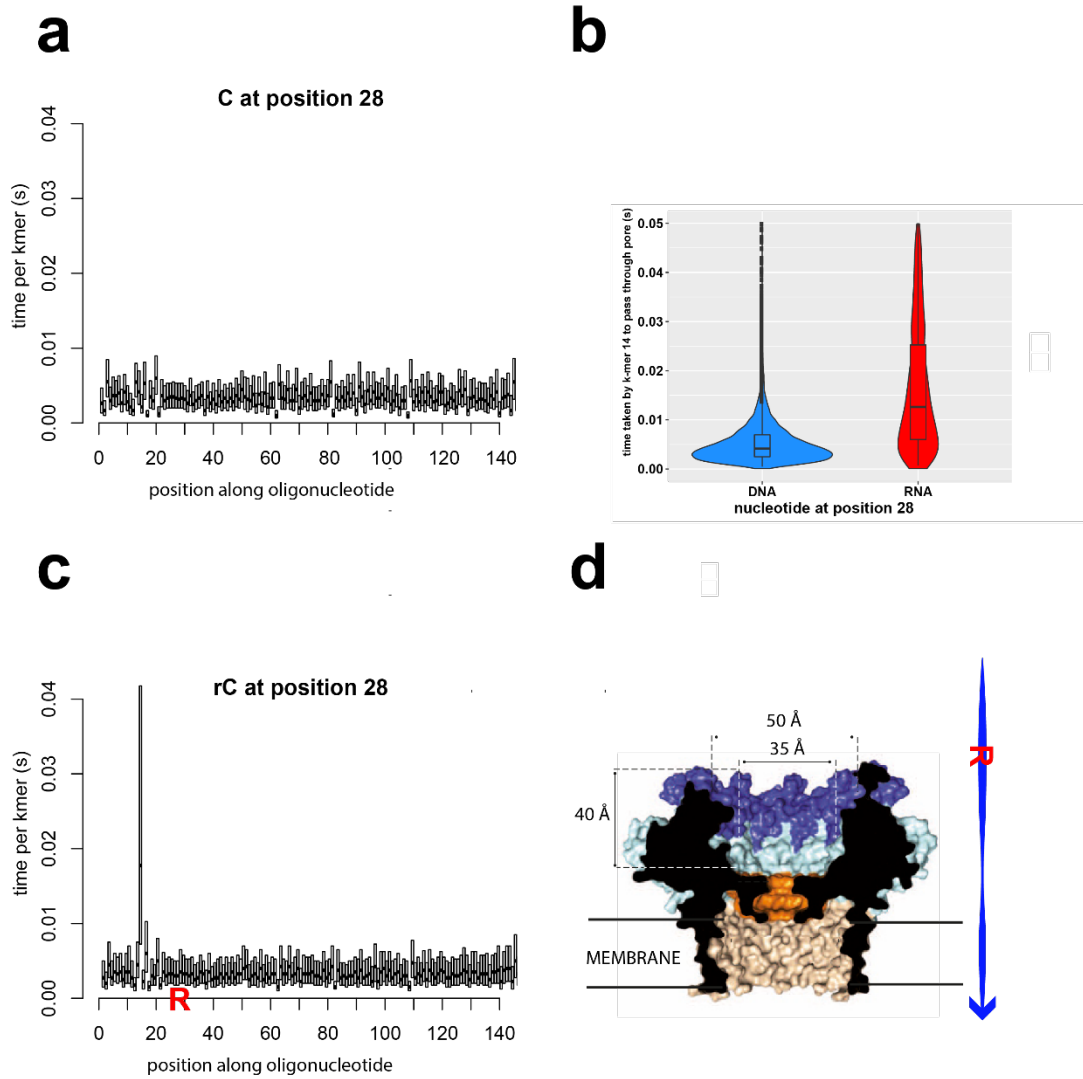 a
C at position 28
time per kmer (s)
0.04
0.03
0.02
0.01
0.00
0 20 40 60 80 100 120 140
position along oligonucleotide
b
time taken by k-mer 14 to pass through pore (s)
0.05
0.04
0.03
0.02
0.01
0.00
DNA RNA
nucleotide at position 28
c
rC at position 28
time per kmer (s)
0.04
0.03
0.02
0.01
0.00
R
0 20 40 60 80 100 120 140
position along oligonucleotide
d
50 Å
35 Å
40 Å
MEMBRANE
R